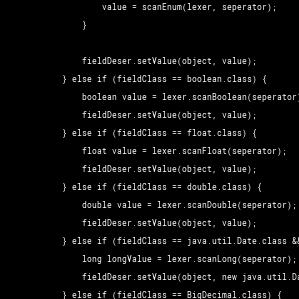 value = scanEnum(lexer, seperator);
}
fieldDeser.setValue(object, value);
} else if (fieldClass == boolean.class) {
boolean value = lexer.scanBoolean(seperator)
fieldDeser.setValue(object, value);
} else if (fieldClass == float.class) {
float value = lexer.scanFloat(seperator);
fieldDeser.setValue(object, value);
} else if (fieldClass == double.class) {
double value = lexer.scanDouble(seperator);
fieldDeser.setValue(object, value);
} else if (fieldClass == java.util.Date.class &&
long longValue = lexer.scanLong(seperator);
fieldDeser.setValue(object, new java.util.Da
} else if (fieldClass == BigDecimal.class) {